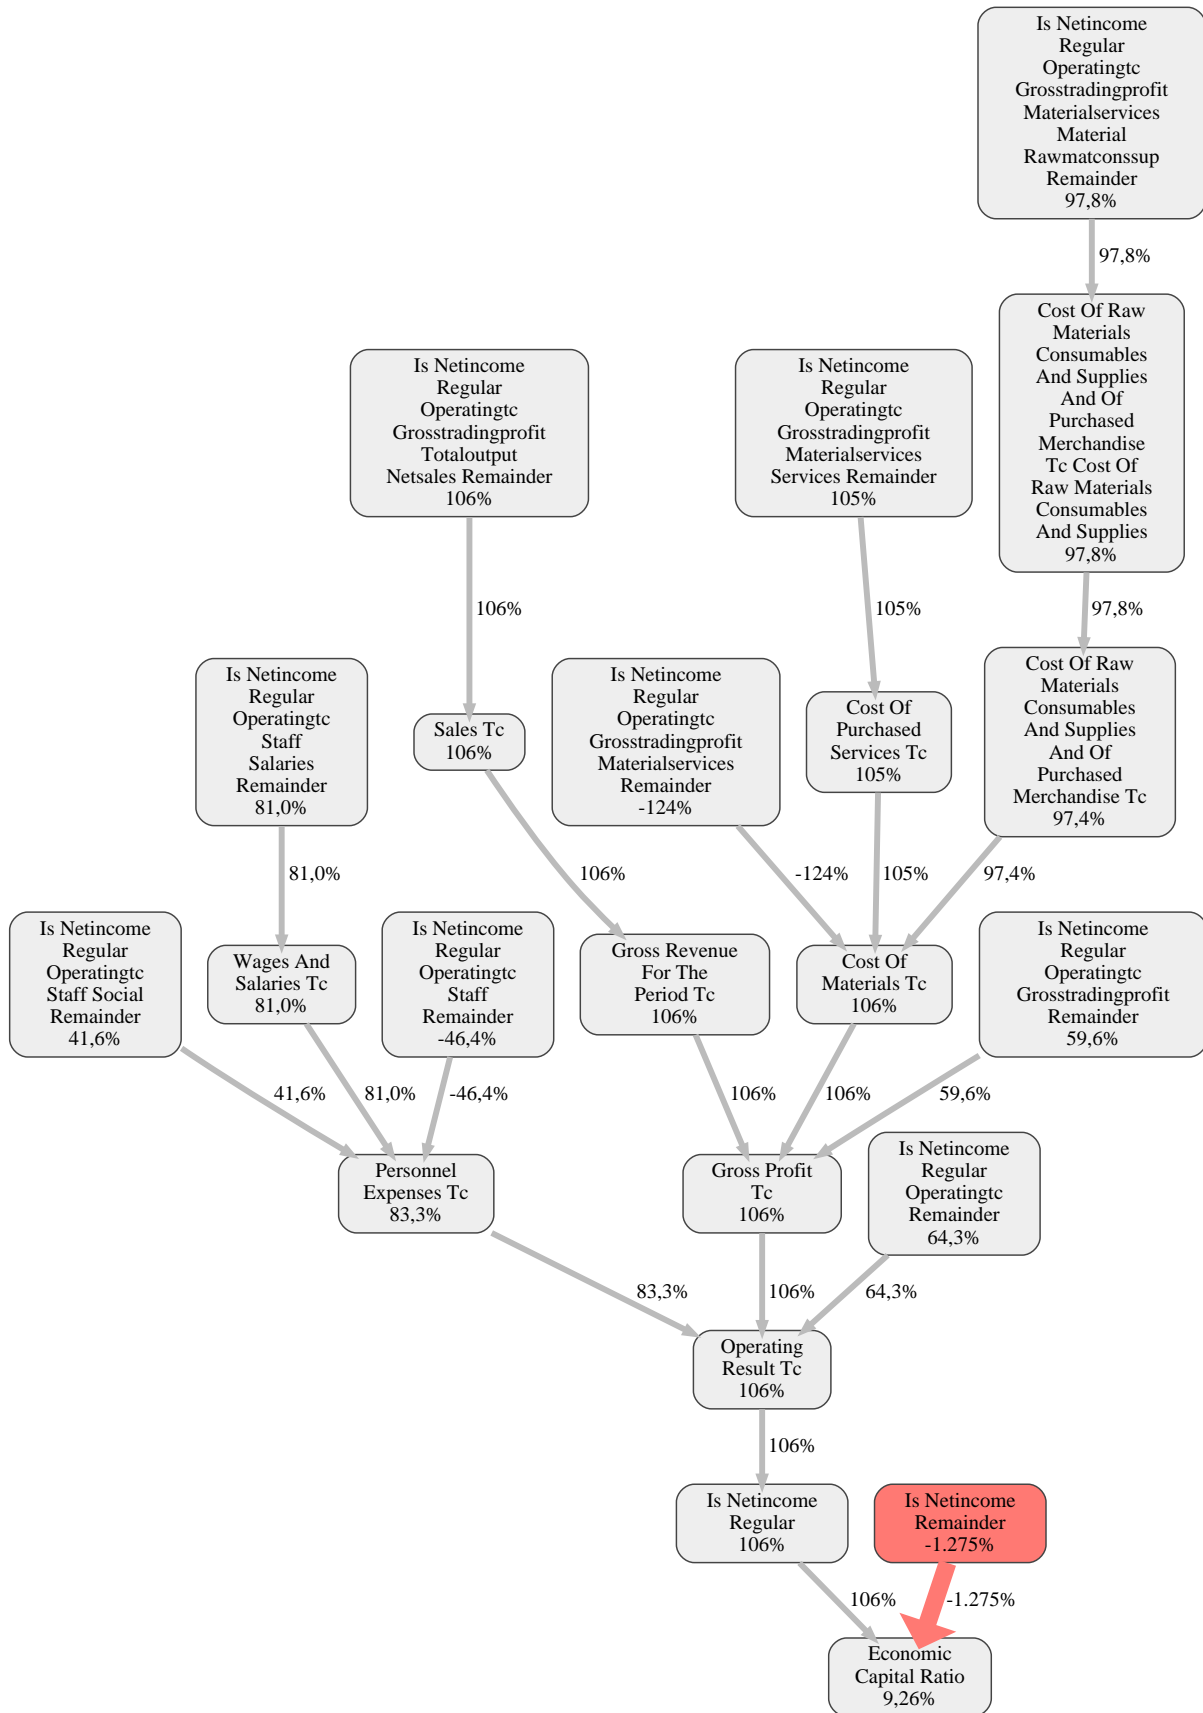 Is Netincome
Regular
Operatingtc
Grosstradingprofit
Materialservices
Material
Rawmatconssup
Remainder
97,8%
97,8%
Cost Of Raw
Materials
Consumables
And Supplies
And Of
Purchased
Merchandise
Tc Cost Of
Raw Materials
Consumables
And Supplies
97,8%
Is Netincome
Regular
Operatingtc
Grosstradingprofit
Totaloutput
Netsales Remainder
106%
Is Netincome
Regular
Operatingtc
Grosstradingprofit
Materialservices
Services Remainder
105%
106%
105%
97,8%
Is Netincome
Regular
Operatingtc
Staff
Salaries
Remainder
81,0%
Sales Tc
106%
Is Netincome
Regular
Operatingtc
Grosstradingprofit
Materialservices
Remainder
-124%
Cost Of
Purchased
Services Tc
105%
Cost Of Raw
Materials
Consumables
And Supplies
And Of
Purchased
Merchandise Tc
97,4%
81,0%
106%
-124%
105%
97,4%
Is Netincome
Regular
Operatingtc
Staff Social
Remainder
41,6%
Wages And
Salaries Tc
81,0%
Is Netincome
Regular
Operatingtc
Staff
Remainder
-46,4%
Gross Revenue
For The
Period Tc
106%
Cost Of
Materials Tc
106%
Is Netincome
Regular
Operatingtc
Grosstradingprofit
Remainder
59,6%
41,6%
81,0%
-46,4%
106%
106%
59,6%
Personnel
Expenses Tc
83,3%
Gross Profit
Tc
106%
Is Netincome
Regular
Operatingtc
Remainder
64,3%
83,3%
106%
64,3%
Operating
Result Tc
106%
106%
Is Netincome
Regular
106%
Is Netincome
Remainder
-1.275%
106%
-1.275%
Economic
Capital Ratio
9,26%